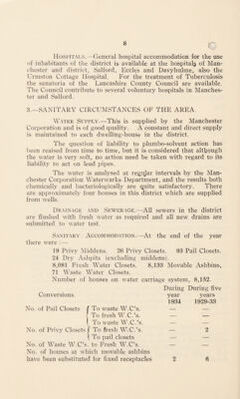 8
HOSPITALS.—General hospital accommodation for the use
of inhabitants of the district is available at the hospitals of Man-
chester and district, Salford, Eccles and Davyhulme, also the
Urmston Cottage Hospital. For the treatment of Tuberculosis
the sanatoria of the Lancashire County Council are available.
The Council contribute to several voluntary hospitals in Manches-
ter and Salford.
3.—SANITARY CIRCUMSTANCES OF THE AREA
WATER SUPPLY.—This is supplied by the Manchester
Corporation and is of good quality. A constant and direct supply
is maintained to each dwelling-house in the district.
The question of liability to plumbo-solvent action has
been raised from time to time, but it is considered that although
the water is very soft, no action need be taken with regard to its
liability to act on lead pipes.
The water is analysed at regular intervals by the Man-
chester Corporation Waterworks Department, and the results both
chemically and bacteriologically are quite satisfactory. There
are approximately four houses in this district which are supplied
from wells.
DRAINAGE AND SEWERAGE.—All sewers in the district
are flushed with fresh water as required and all new drains are
submitted to water test.
SANITARY ACCOMMODATION.—At the end of the year
there were :—
19 Privy Middens. 26 Privy Closets. 93 Pail Closets.
24 Dry Ashpits (excluding middens).
8,081 Fresh Water Closets. 8,133 Movable Ashbins,
71 Waste Water Closets.
Number of houses on water carriage system, 8,152.
During During five
Conversions year years
1934 1929-33
No. of Pail Closets { To waste W.C's. — —
To fresh W.C.'s. — —
To waste W.C.'s. — —
No. of Privy Closets { To fresh W.C.'s. — 2
To pail closets — —
No. of Waste W.C's. to Fresh W.C's. — —
No. of houses at which movable ashbins
have been substituted for fixed receptacles 2 6